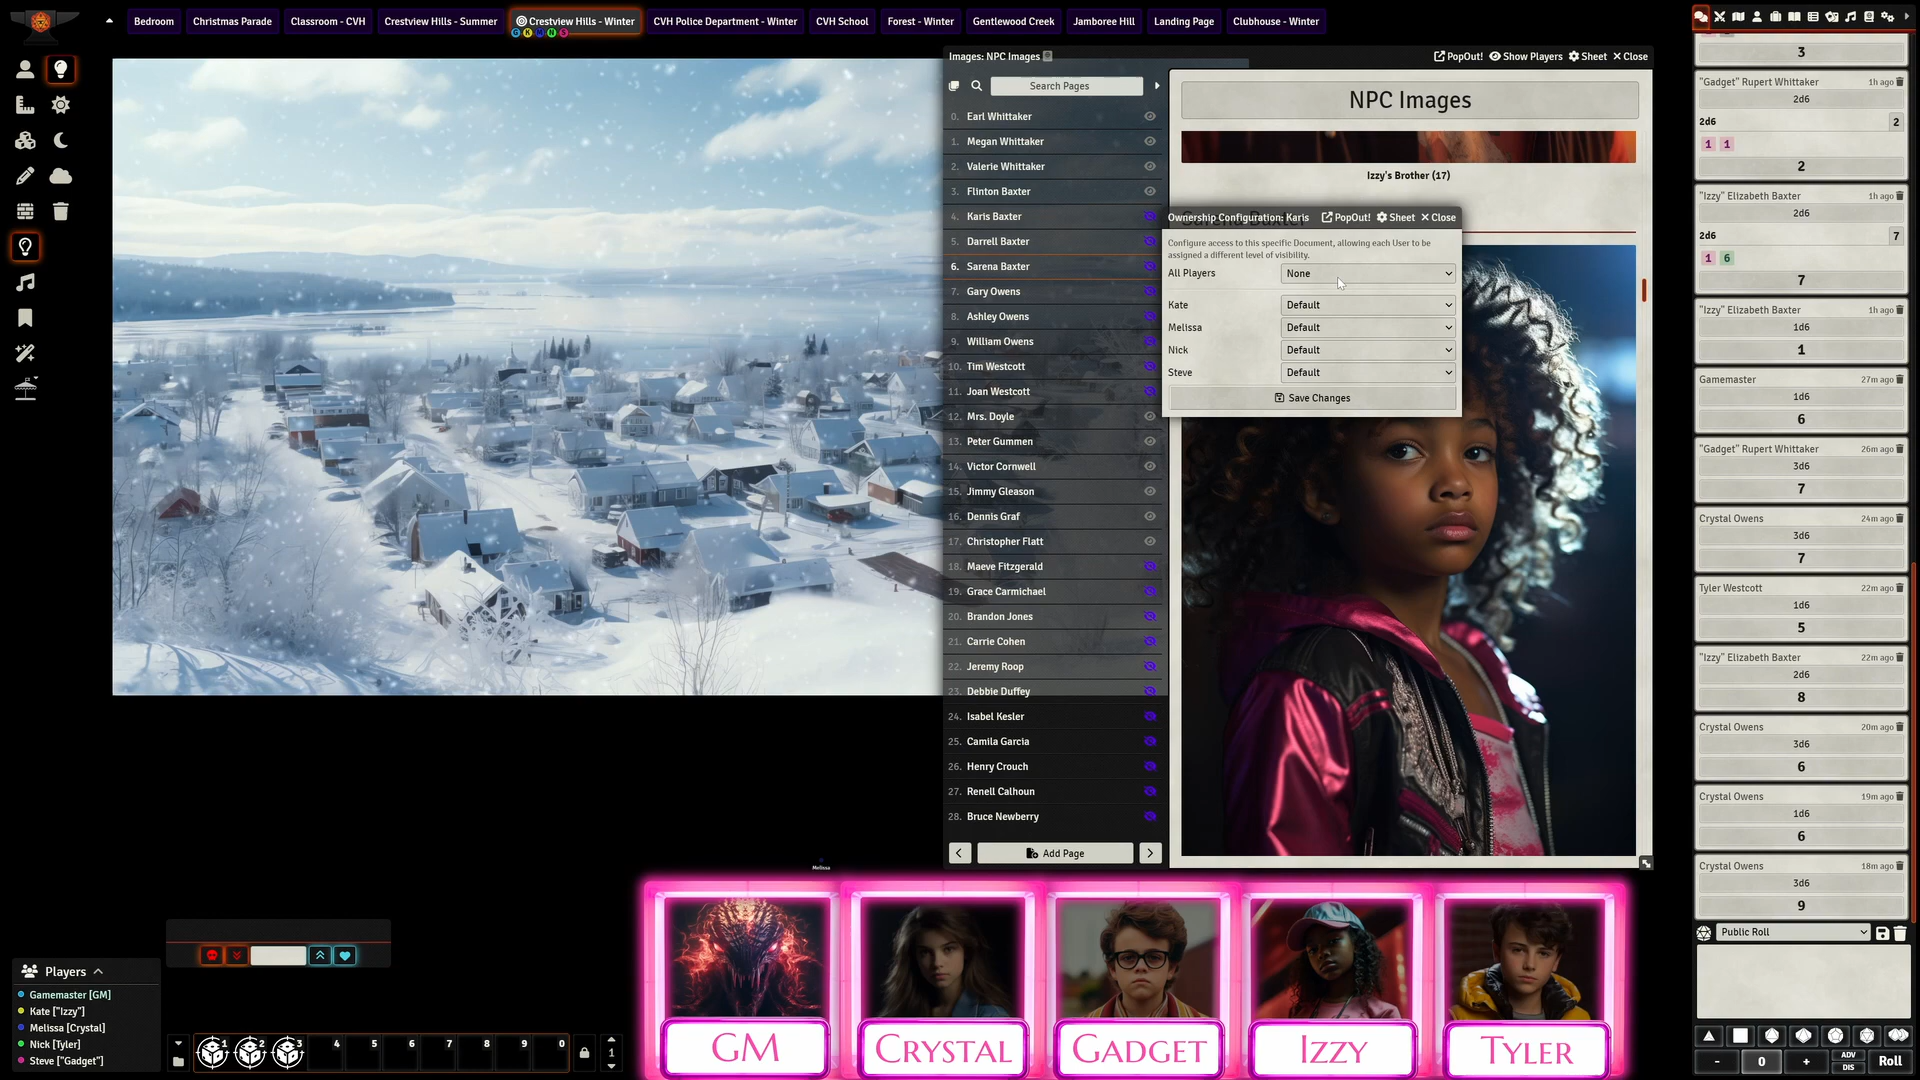 Bedroom
Christmas Parade
Classroom - CVH
Crestview Hills - Summer
Crestview Hills - Winter
CVH Police Department - Winter
CVH School
Forest - Winter
Gentlewood Creek
Jamboree Hill
Landing Page
Clubhouse - Winter
G K M N S
Images: NPC Images
PopOut!
Show Players
Sheet
Close
Search Pages
0. Earl Whittaker
1. Megan Whittaker
2. Valerie Whittaker
3. Flinton Baxter
4. Karis Baxter
5. Darrell Baxter
6. Sarena Baxter
7. Gary Owens
8. Ashley Owens
9. William Owens
10. Tim Westcott
11. Joan Westcott
12. Mrs. Doyle
13. Peter Gummen
14. Victor Cornwell
15. Jimmy Gleason
16. Dennis Graf
17. Christopher Flatt
18. Maeve Fitzgerald
19. Grace Carmichael
20. Brandon Jones
21. Carrie Cohen
22. Jeremy Roop
23. Debbie Duffey
24. Isabel Kesler
25. Camila Garcia
26. Henry Crouch
27. Renell Calhoun
28. Bruce Newberry
Add Page
NPC Images
Izzy's Brother (17)
Ownership Configuration: Karis
PopOut!
Sheet
Close
Configure access to this specific Document, allowing each User to be
assigned a different level of visibility.
All Players None
Kate Default
Melissa Default
Nick Default
Steve Default
Save Changes
3
"Gadget" Rupert Whittaker 1h ago
2d6
2d6 2
1 1
2
"Izzy" Elizabeth Baxter 1h ago
2d6
2d6 7
1 6
7
"Izzy" Elizabeth Baxter 1h ago
1d6
1
Gamemaster 27m ago
1d6
6
"Gadget" Rupert Whittaker 26m ago
3d6
7
Crystal Owens 24m ago
3d6
7
Tyler Westcott 22m ago
1d6
5
"Izzy" Elizabeth Baxter 22m ago
2d6
8
Crystal Owens 20m ago
3d6
6
Crystal Owens 19m ago
1d6
6
Crystal Owens 18m ago
3d6
9
Public Roll
- 0 + ADV DIS Roll
Melissa
Players
Gamemaster [GM]
Kate ["Izzy"]
Melissa [Crystal]
Nick [Tyler]
Steve ["Gadget"]
1 2 3 4 5 6 7 8 9 0
1
GM
Crystal
Gadget
Izzy
Tyler